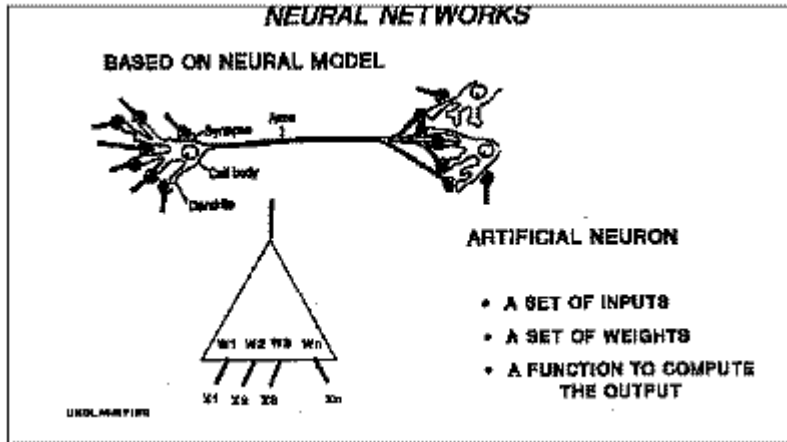 NEURAL NETWORKS
BASED ON NEURAL MODEL
Synapse
Axon
Cell body
Dendrite
ARTIFICIAL NEURON
• A SET OF INPUTS
• A SET OF WEIGHTS
• A FUNCTION TO COMPUTE
THE OUTPUT
W1 W2 W3 Wn
X1 X2 X3 Xn
UNCLASSIFIED